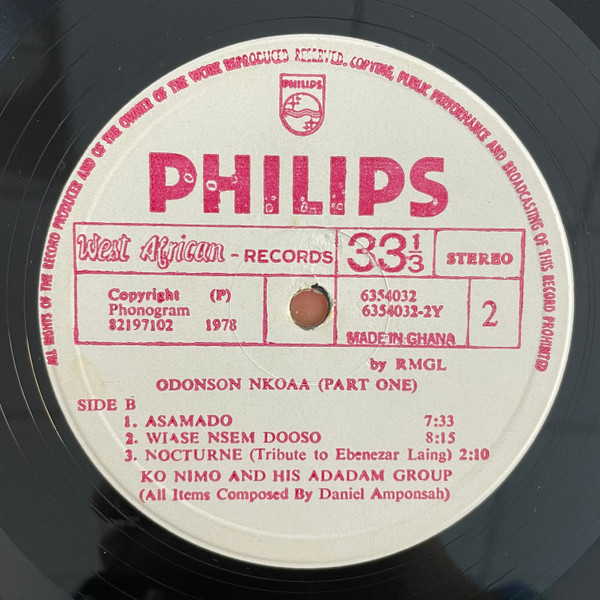 ALL RIGHTS OF THE RECORD PRODUCER AND OF THE OWNER OF THE WORK REPRODUCED RESERVED. COPYING, PUBLIC PERFORMANCE AND BROADCASTING OF THIS RECORD PROHIBITED
PHILIPS
PHILIPS
West African - RECORDS 33 1/3 STEREO
Copyright (P) 6354032
Phonogram 6354032-2Y 2
82197102 1978
MADE IN GHANA
by RMGL
ODONSON NKOAA (PART ONE)
SIDE B
1. ASAMADO 7:33
2. WIASE NSEM DOOSO 8:15
3. NOCTURNE (Tribute to Ebenezar Laing) 2:10
KO NIMO AND HIS ADADAM GROUP
(All Items Composed By Daniel Amponsah)